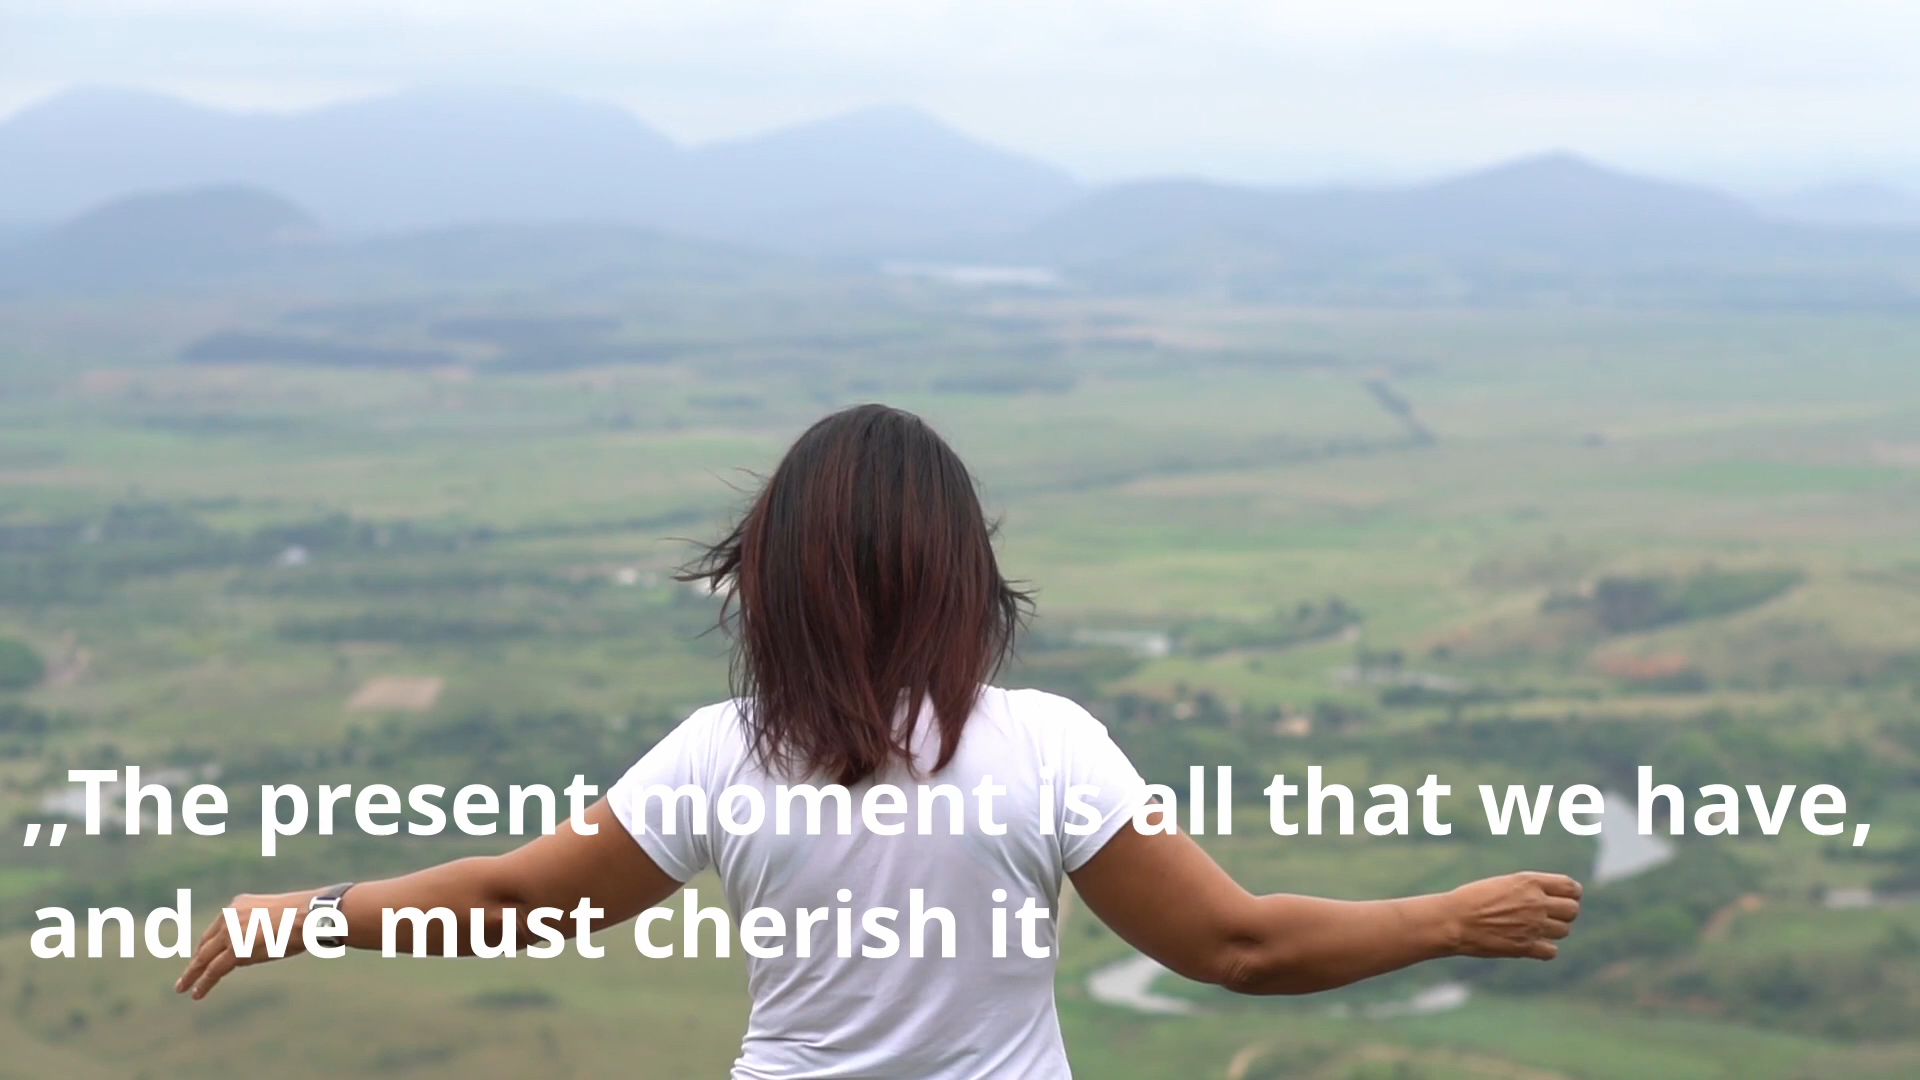 ,,The present moment is all that we have,
and we must cherish it